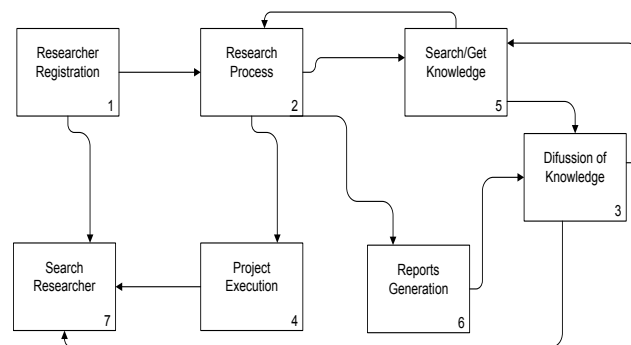 Researcher
Registration
1
Research
Process
2
Search/Get
Knowledge
5
Difussion of
Knowledge
3
Search
Researcher
7
Project
Execution
4
Reports
Generation
6